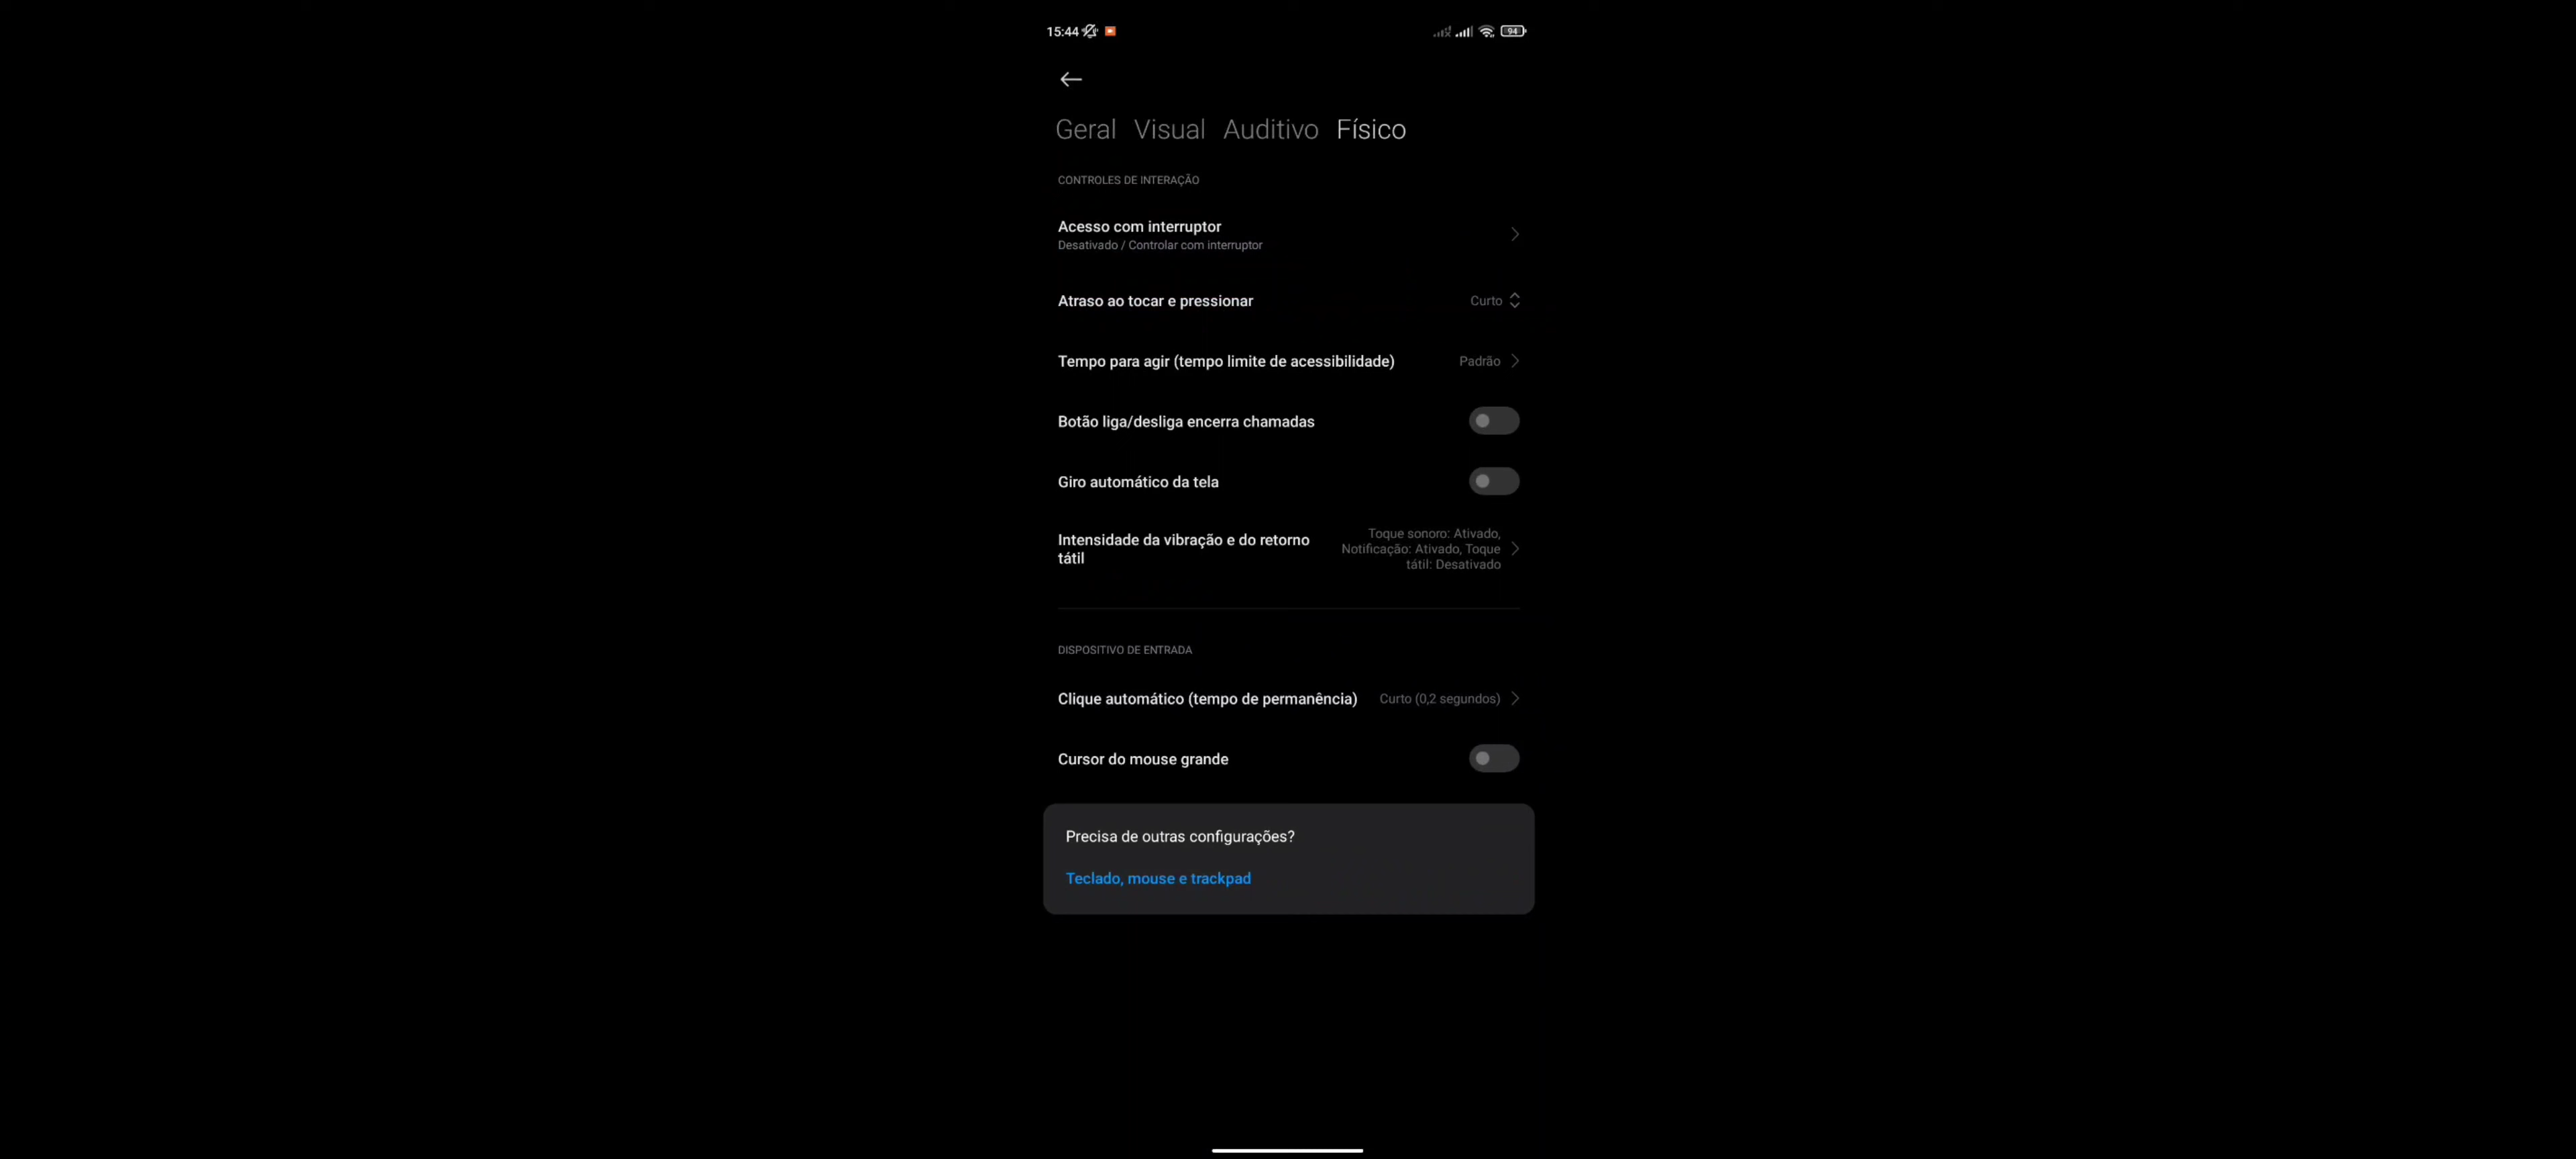 15:44
94
Geral Visual Auditivo Físico
CONTROLES DE INTERAÇÃO
Acesso com interruptor
Desativado / Controlar com interruptor
Atraso ao tocar e pressionar
Curto
Tempo para agir (tempo limite de acessibilidade)
Padrão
Botão liga/desliga encerra chamadas
Giro automático da tela
Intensidade da vibração e do retorno
tátil
Toque sonoro: Ativado,
Notificação: Ativado, Toque
tátil: Desativado
DISPOSITIVO DE ENTRADA
Clique automático (tempo de permanência)
Curto (0,2 segundos)
Cursor do mouse grande
Precisa de outras configurações?
Teclado, mouse e trackpad